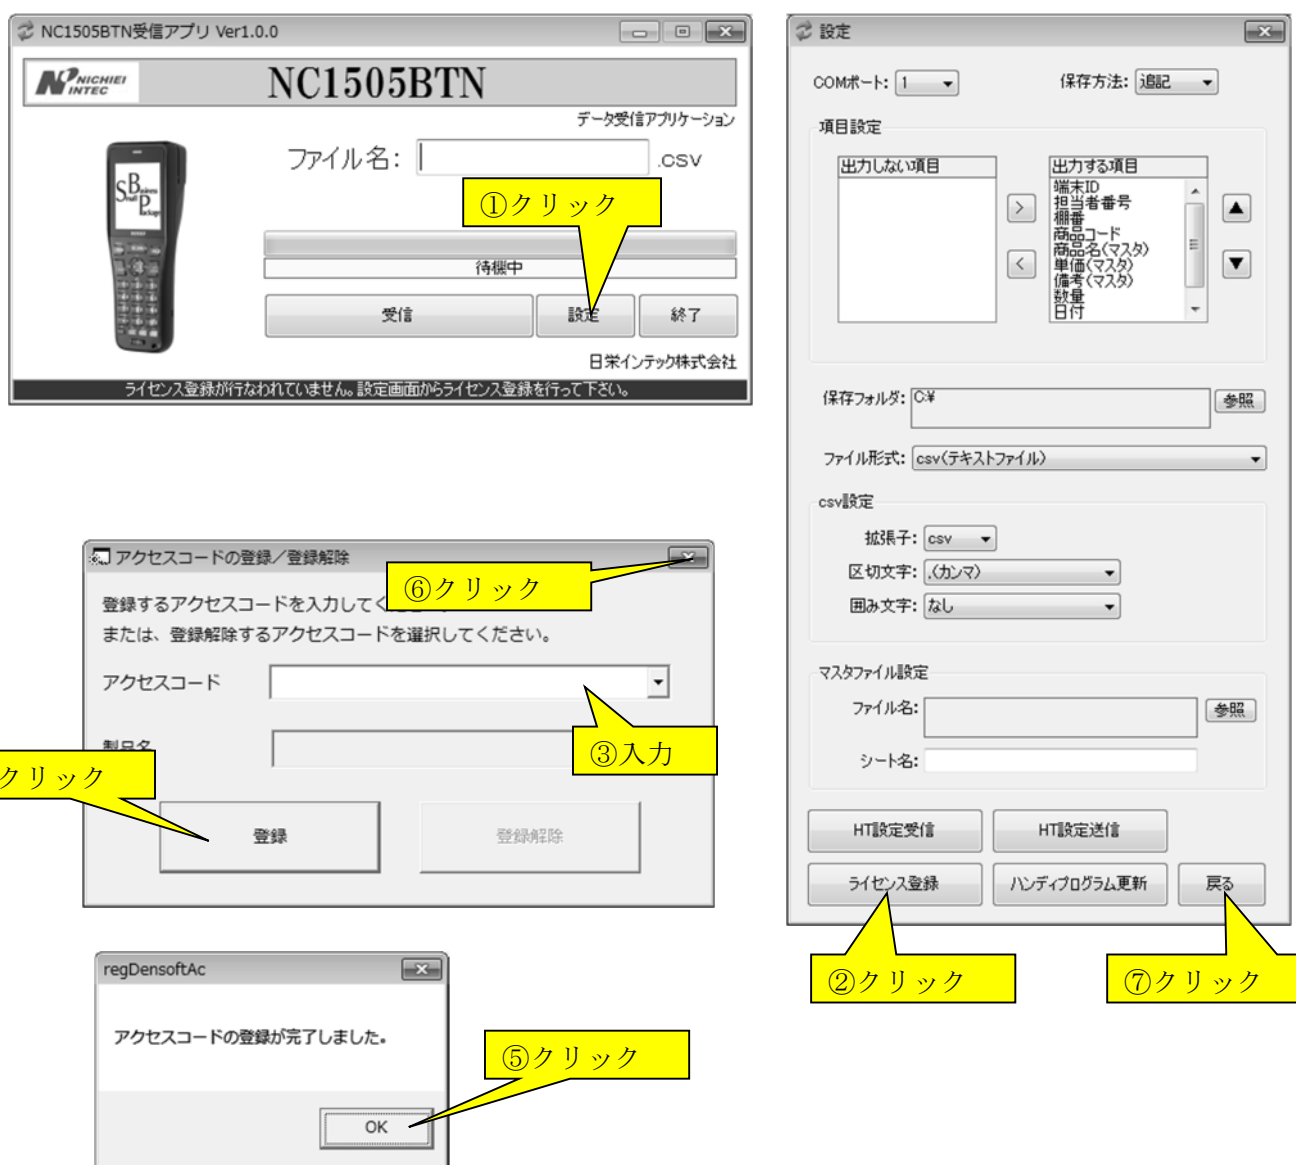 NC1505BTN受信アプリ Ver1.0.0
NICHIEI
INTEC
NC1505BTN
データ受信アプリケーション
ファイル名:
.csv
Small Business Package
①クリック
待機中
受信
設定
終了
日栄インテック株式会社
ライセンス登録が行なわれていません。設定画面からライセンス登録を行って下さい。
設定
COMポート: 1
保存方法: 追記
項目設定
出力しない項目
出力する項目
端末ID
担当者番号
棚番
商品コード
商品名(マスタ)
単価(マスタ)
備考(マスタ)
数量
日付
>
<
▲
▼
保存フォルダ: C:¥
参照
ファイル形式: csv(テキストファイル)
csv設定
拡張子: csv
区切文字: ,(カンマ)
囲み文字: なし
マスタファイル設定
ファイル名:
参照
シート名:
HT設定受信
HT設定送信
ライセンス登録
ハンディプログラム更新
戻る
②クリック
⑦クリック
アクセスコードの登録/登録解除
⑥クリック
登録するアクセスコードを入力してく
または、登録解除するアクセスコードを選択してください。
アクセスコード
③入力
製品名
クリック
登録
登録解除
regDensoftAc
アクセスコードの登録が完了しました。
⑤クリック
OK